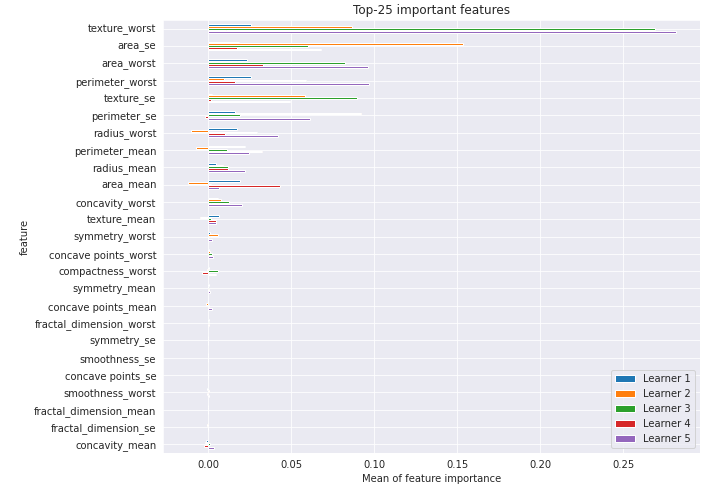 Top-25 important features
texture_worst
area_se
area_worst
perimeter_worst
texture_se
perimeter_se
radius_worst
perimeter_mean
radius_mean
area_mean
concavity_worst
texture_mean
symmetry_worst
concave points_worst
compactness_worst
symmetry_mean
concave points_mean
fractal_dimension_worst
symmetry_se
smoothness_se
concave points_se
smoothness_worst
fractal_dimension_mean
fractal_dimension_se
concavity_mean
feature
Learner 1
Learner 2
Learner 3
Learner 4
Learner 5
0.00 0.05 0.10 0.15 0.20 0.25
Mean of feature importance